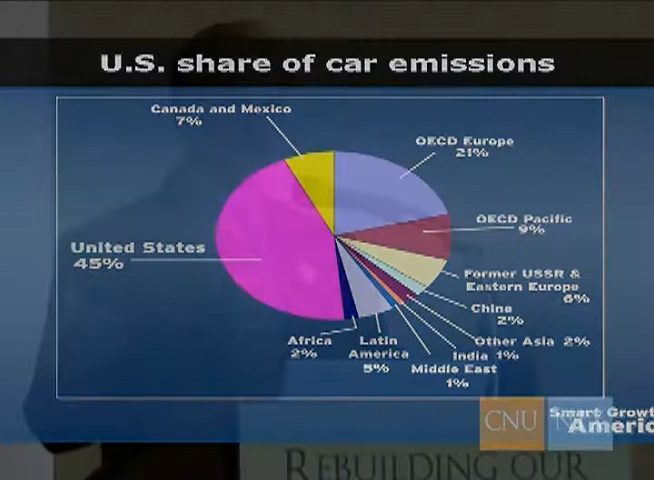 U.S. share of car emissions
Canada and Mexico
7%
OECD Europe
21%
OECD Pacific
9%
United States
45%
Former USSR &
Eastern Europe
6%
China
2%
Other Asia 2%
India 1%
Middle East
1%
Latin
America
5%
Africa
2%
CNU
Smart Growt
Americ
REBUILDING OUR